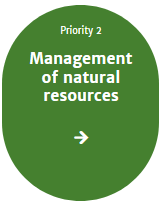 Priority 2
Management
of natural
resources